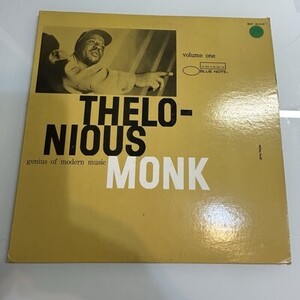 volume one
BLUE NOTE
THELO-
NIOUS
genius of modern music
MONK